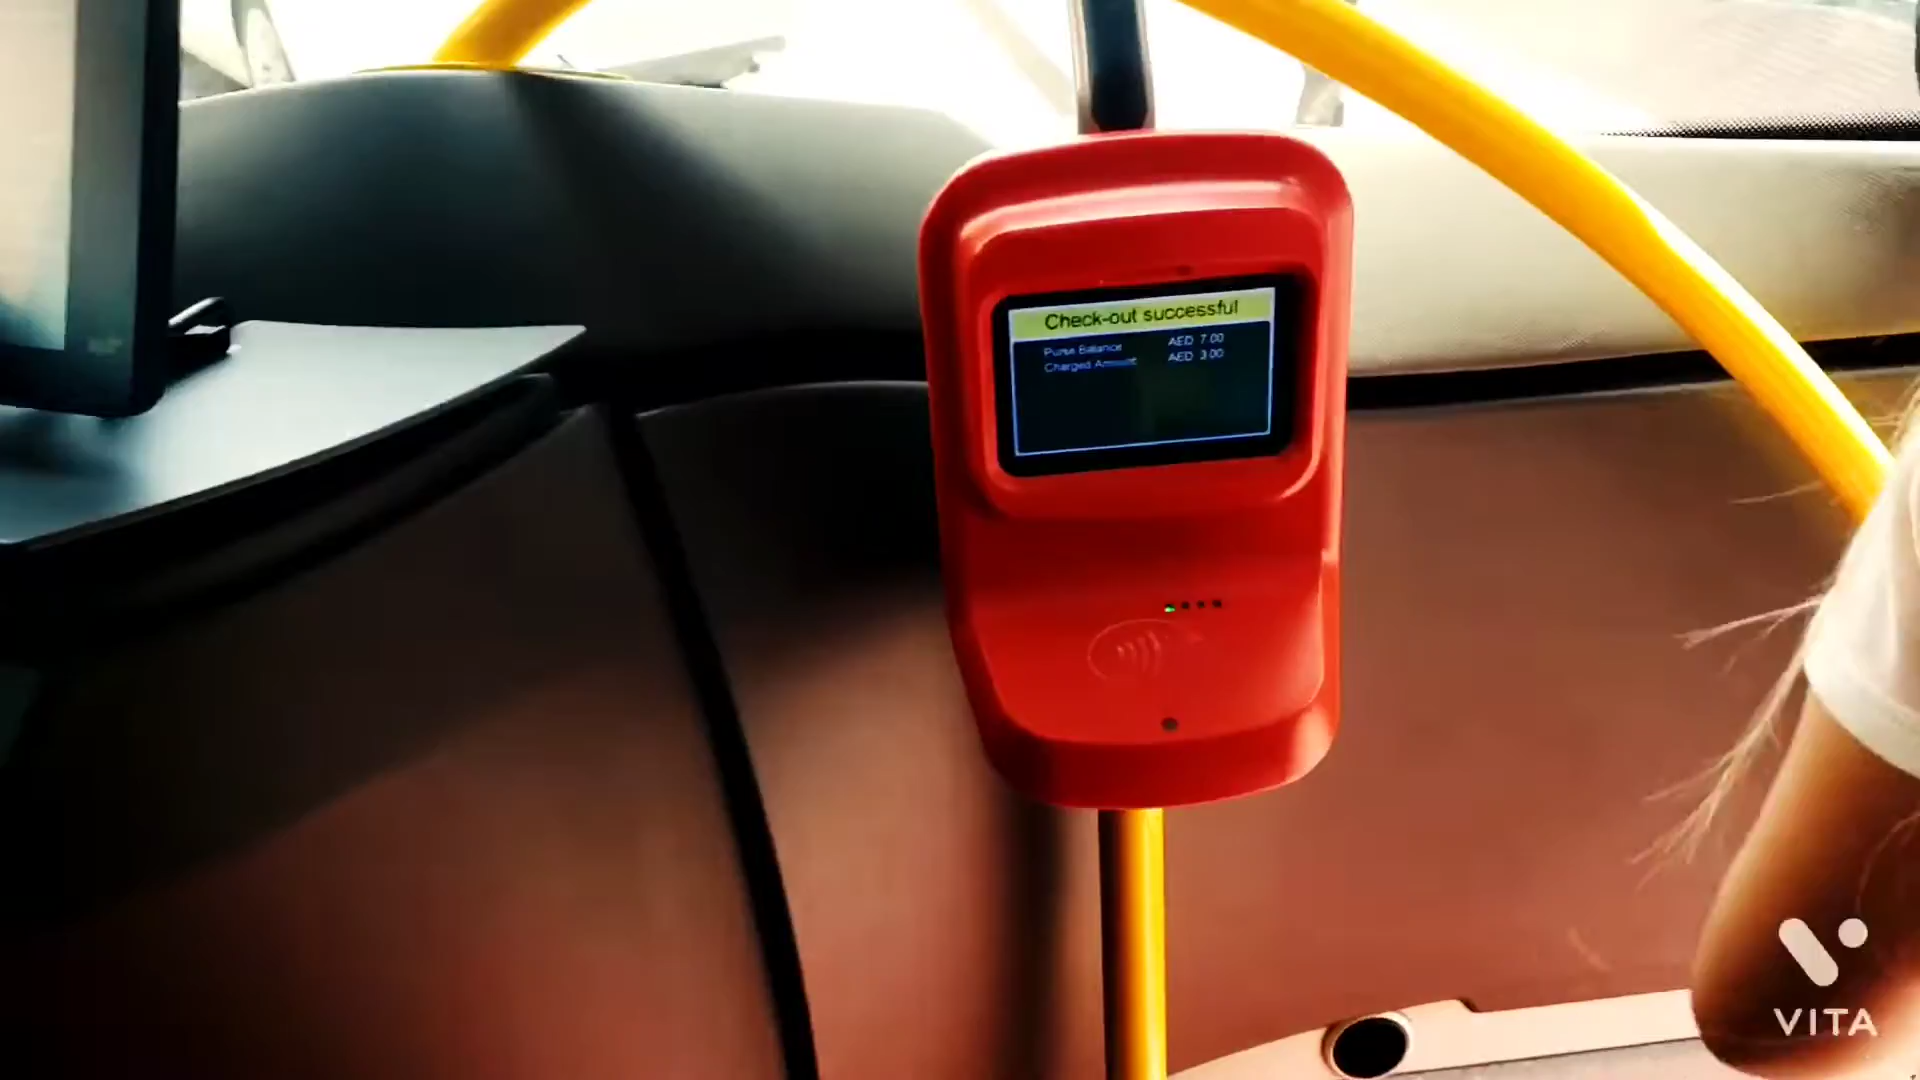 Check-out successful
Purse Balance AED 7.00
Charged Amount AED 3.00
VITA